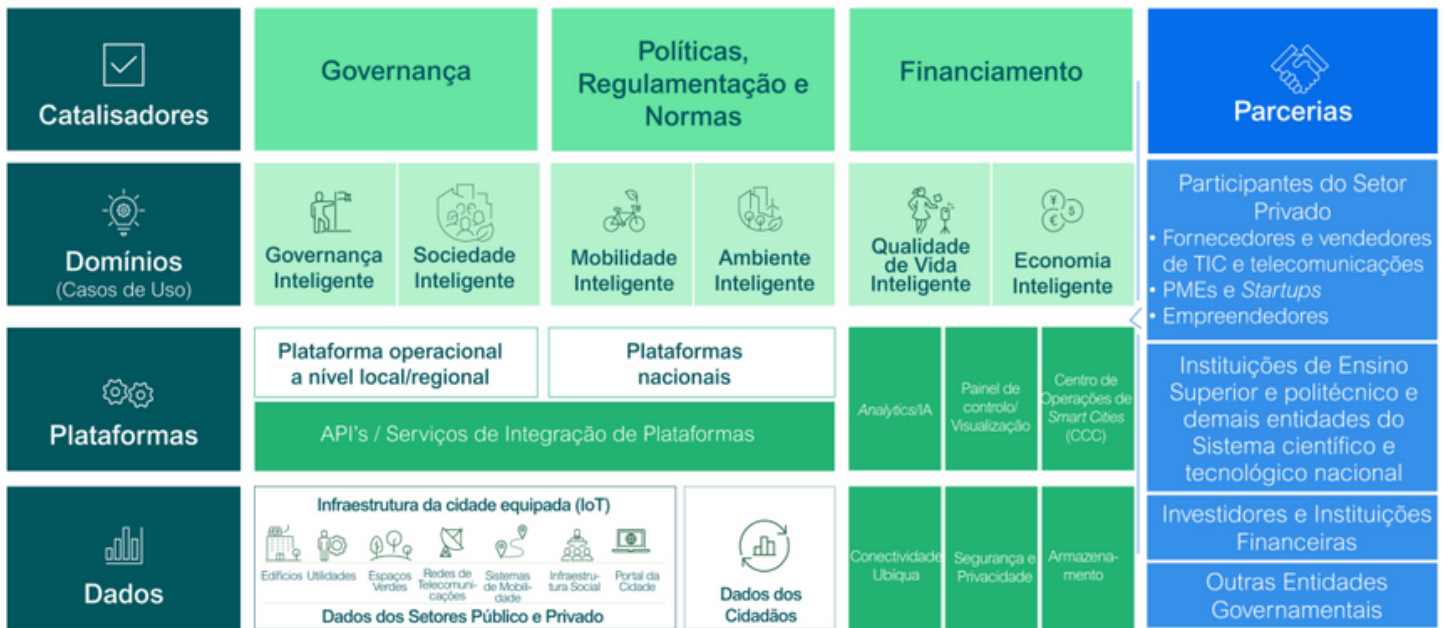 Catalisadores
Governança
Políticas,
Regulamentação e
Normas
Financiamento
Parcerias
Domínios
(Casos de Uso)
Governança
Inteligente
Sociedade
Inteligente
Mobilidade
Inteligente
Ambiente
Inteligente
Qualidade
de Vida
Inteligente
Economia
Inteligente
Participantes do Setor
Privado
• Fornecedores e vendedores
de TIC e telecomunicações
• PMEs e Startups
• Empreendedores
Plataformas
Plataforma operacional
a nível local/regional
Plataformas
nacionais
API's / Serviços de Integração de Plataformas
Analytics/IA
Painel de
controlo/
Visualização
Centro de
Operações de
Smart Cities
(CCC)
Instituições de Ensino
Superior e politécnico e
demais entidades do
Sistema científico e
tecnológico nacional
Dados
Infraestrutura da cidade equipada (IoT)
Edifícios
Utilidades
Espaços
Verdes
Redes de
Telecomuni-
cações
Sistemas
de Mobili-
dade
Infraestru-
tura Social
Portal da
Cidade
Dados dos Setores Público e Privado
Dados dos
Cidadãos
Conectividade
Ubiqua
Segurança e
Privacidade
Armazena-
mento
Investidores e Instituições
Financeiras
Outras Entidades
Governamentais